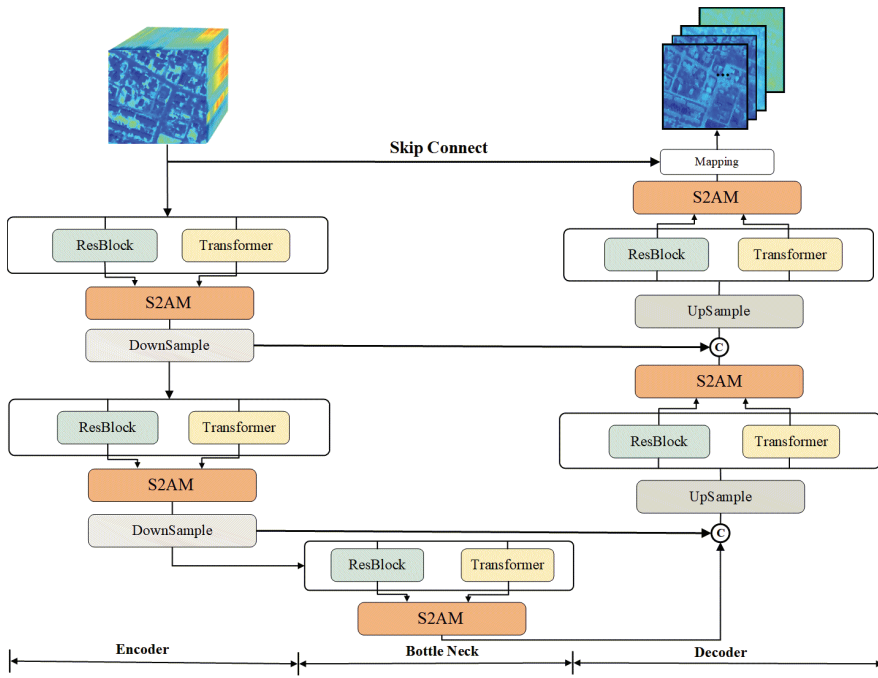 ...
Skip Connect
Mapping
S2AM
ResBlock
Transformer
UpSample
C
S2AM
ResBlock
Transformer
UpSample
C
ResBlock
Transformer
S2AM
DownSample
ResBlock
Transformer
S2AM
DownSample
ResBlock
Transformer
S2AM
Encoder
Bottle Neck
Decoder